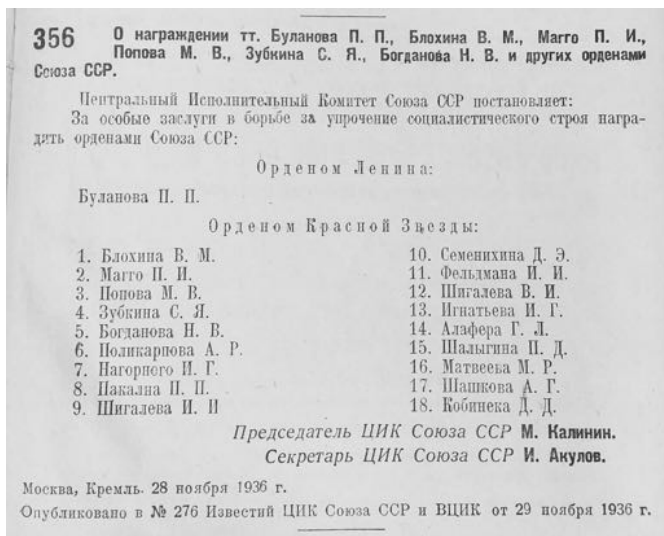 356 О награждении тт. Буланова П. П., Блохина В. М., Магго П. И.,
Попова М. В., Зубкина С. Я., Богданова Н. В. и других орденами
Союза ССР.
Центральный Исполнительный Комитет Союза ССР постановляет:
За особые заслуги в борьбе за упрочение социалистического строя награ-
дить орденами Союза ССР:
Орденом Ленина:
Буланова П. П.
Орденом Красной Звезды:
1. Блохина В. М.
2. Магго П. И.
3. Попова М. В.
4. Зубкина С. Я.
5. Богданова Н. В.
6. Поликарпова А. Р.
7. Нагорного И. Г.
8. Пакална П. П.
9. Шигалева И. И
10. Семенихина Д. Э.
11. Фельдмана И. И.
12. Шигалева В. И.
13. Игнатьева И. Г.
14. Алафера Г. Л.
15. Шалыгина П. Д.
16. Матвеева М. Р.
17. Шашкова А. Г.
18. Кобинека Д. Д.
Председатель ЦИК Союза ССР М. Калинин.
Секретарь ЦИК Союза ССР И. Акулов.
Москва, Кремль. 28 ноября 1936 г.
Опубликовано в № 276 Известий ЦИК Союза ССР и ВЦИК от 29 ноября 1936 г.